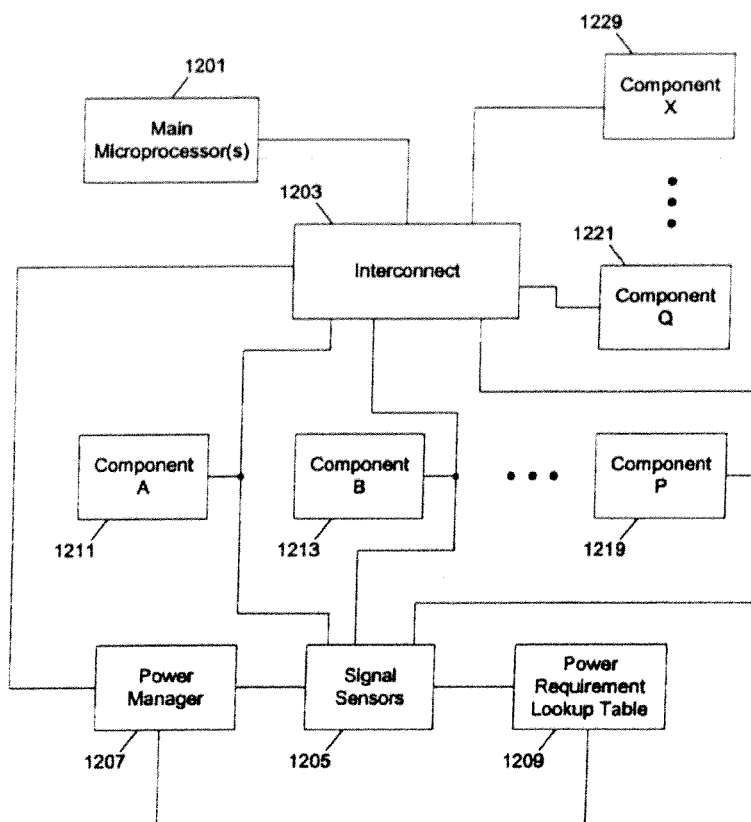 1229
Component
X
1201
Main
Microprocessor(s)
1203
Interconnect
1221
Component
Q
Component
A
1211
Component
B
1213
Component
P
1219
Power
Manager
1207
Signal
Sensors
1205
Power
Requirement
Lookup Table
1209